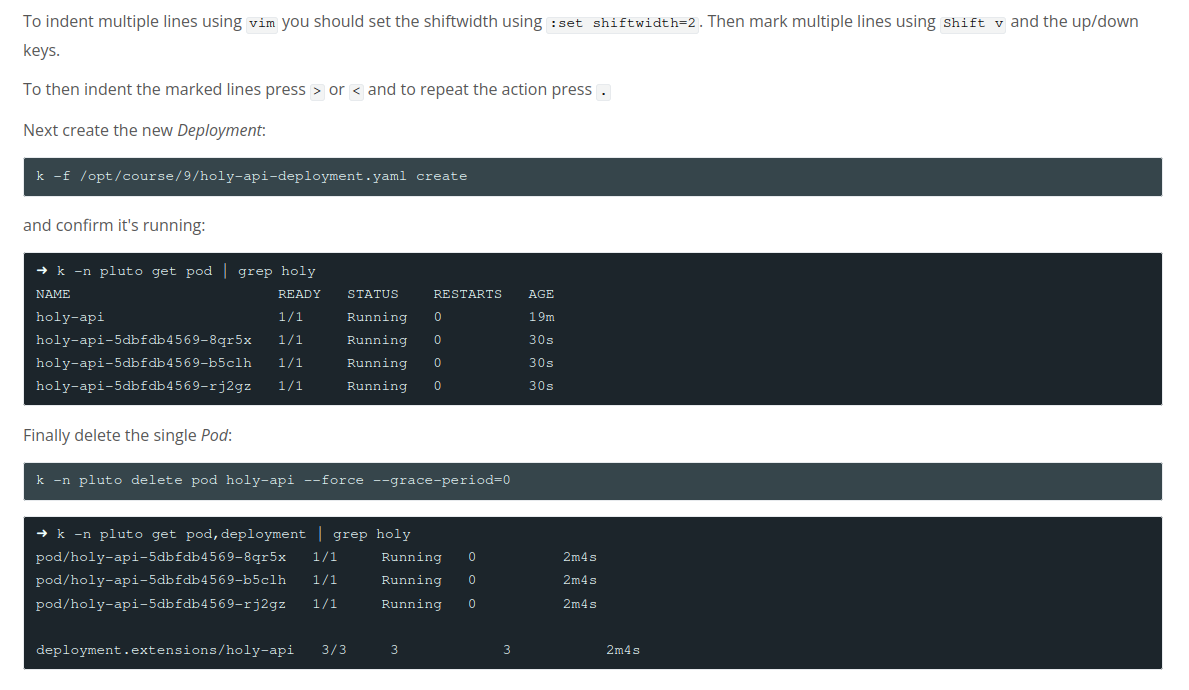 To indent multiple lines using vim you should set the shiftwidth using :set shiftwidth=2. Then mark multiple lines using Shift v and the up/down
keys.
To then indent the marked lines press > or < and to repeat the action press .
Next create the new Deployment:
k -f /opt/course/9/holy-api-deployment.yaml create
and confirm it's running:
➜ k -n pluto get pod | grep holy
NAME READY STATUS RESTARTS AGE
holy-api 1/1 Running 0 19m
holy-api-5dbfdb4569-8qr5x 1/1 Running 0 30s
holy-api-5dbfdb4569-b5clh 1/1 Running 0 30s
holy-api-5dbfdb4569-rj2gz 1/1 Running 0 30s
Finally delete the single Pod:
k -n pluto delete pod holy-api --force --grace-period=0
➜ k -n pluto get pod,deployment | grep holy
pod/holy-api-5dbfdb4569-8qr5x 1/1 Running 0 2m4s
pod/holy-api-5dbfdb4569-b5clh 1/1 Running 0 2m4s
pod/holy-api-5dbfdb4569-rj2gz 1/1 Running 0 2m4s
deployment.extensions/holy-api 3/3 3 3 2m4s